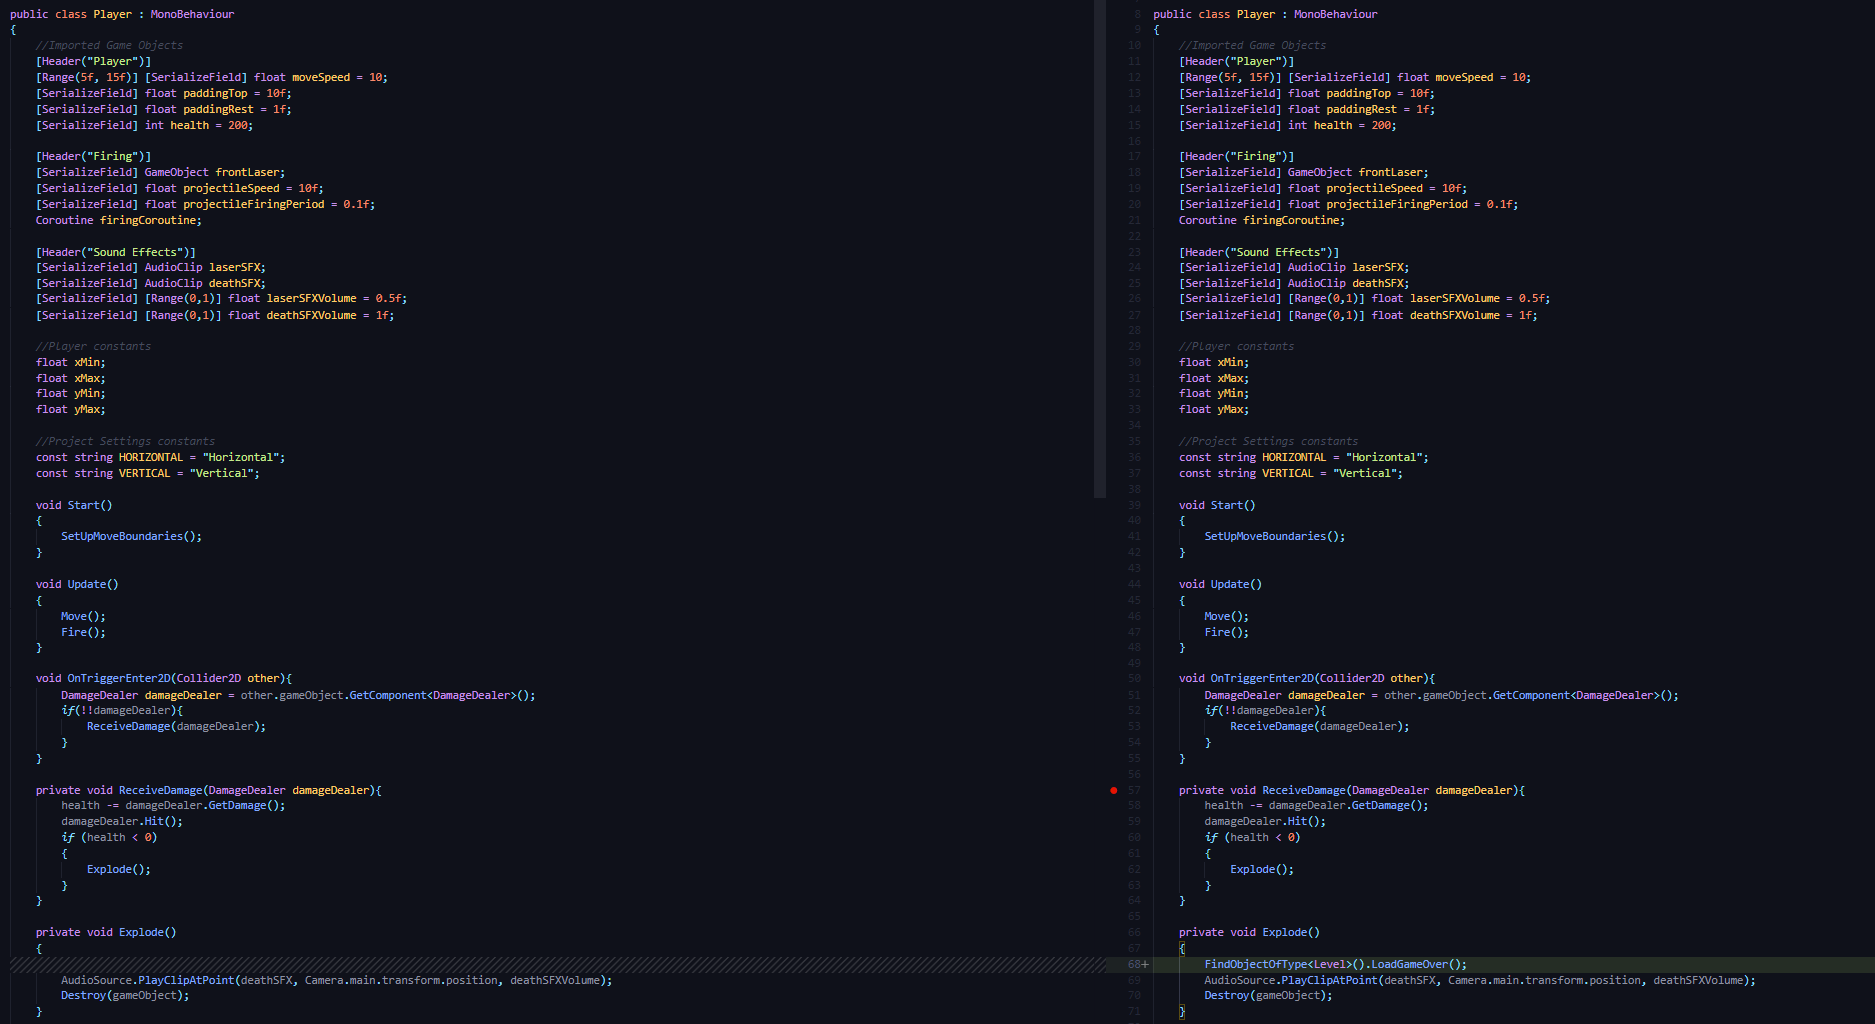 public class Player : MonoBehaviour
{
//Imported Game Objects
[Header("Player")]
[Range(5f, 15f)] [SerializeField] float moveSpeed = 10;
[SerializeField] float paddingTop = 10f;
[SerializeField] float paddingRest = 1f;
[SerializeField] int health = 200;
[Header("Firing")]
[SerializeField] GameObject frontLaser;
[SerializeField] float projectileSpeed = 10f;
[SerializeField] float projectileFiringPeriod = 0.1f;
Coroutine firingCoroutine;
[Header("Sound Effects")]
[SerializeField] AudioClip laserSFX;
[SerializeField] AudioClip deathSFX;
[SerializeField] [Range(0,1)] float laserSFXVolume = 0.5f;
[SerializeField] [Range(0,1)] float deathSFXVolume = 1f;
//Player constants
float xMin;
float xMax;
float yMin;
float yMax;
//Project Settings constants
const string HORIZONTAL = "Horizontal";
const string VERTICAL = "Vertical";
void Start()
{
SetUpMoveBoundaries();
}
void Update()
{
Move();
Fire();
}
void OnTriggerEnter2D(Collider2D other){
DamageDealer damageDealer = other.gameObject.GetComponent<DamageDealer>();
if(!!damageDealer){
ReceiveDamage(damageDealer);
}
}
private void ReceiveDamage(DamageDealer damageDealer){
health -= damageDealer.GetDamage();
damageDealer.Hit();
if (health < 0)
{
Explode();
}
}
private void Explode()
{
AudioSource.PlayClipAtPoint(deathSFX, Camera.main.transform.position, deathSFXVolume);
Destroy(gameObject);
}
8 public class Player : MonoBehaviour
9 {
10 //Imported Game Objects
11 [Header("Player")]
12 [Range(5f, 15f)] [SerializeField] float moveSpeed = 10;
13 [SerializeField] float paddingTop = 10f;
14 [SerializeField] float paddingRest = 1f;
15 [SerializeField] int health = 200;
16
17 [Header("Firing")]
18 [SerializeField] GameObject frontLaser;
19 [SerializeField] float projectileSpeed = 10f;
20 [SerializeField] float projectileFiringPeriod = 0.1f;
21 Coroutine firingCoroutine;
22
23 [Header("Sound Effects")]
24 [SerializeField] AudioClip laserSFX;
25 [SerializeField] AudioClip deathSFX;
26 [SerializeField] [Range(0,1)] float laserSFXVolume = 0.5f;
27 [SerializeField] [Range(0,1)] float deathSFXVolume = 1f;
28
29 //Player constants
30 float xMin;
31 float xMax;
32 float yMin;
33 float yMax;
34
35 //Project Settings constants
36 const string HORIZONTAL = "Horizontal";
37 const string VERTICAL = "Vertical";
38
39 void Start()
40 {
41 SetUpMoveBoundaries();
42 }
43
44 void Update()
45 {
46 Move();
47 Fire();
48 }
49
50 void OnTriggerEnter2D(Collider2D other){
51 DamageDealer damageDealer = other.gameObject.GetComponent<DamageDealer>();
52 if(!!damageDealer){
53 ReceiveDamage(damageDealer);
54 }
55 }
56
57 private void ReceiveDamage(DamageDealer damageDealer){
58 health -= damageDealer.GetDamage();
59 damageDealer.Hit();
60 if (health < 0)
61 {
62 Explode();
63 }
64 }
65
66 private void Explode()
67 {
68+ FindObjectOfType<Level>().LoadGameOver();
69 AudioSource.PlayClipAtPoint(deathSFX, Camera.main.transform.position, deathSFXVolume);
70 Destroy(gameObject);
71 }